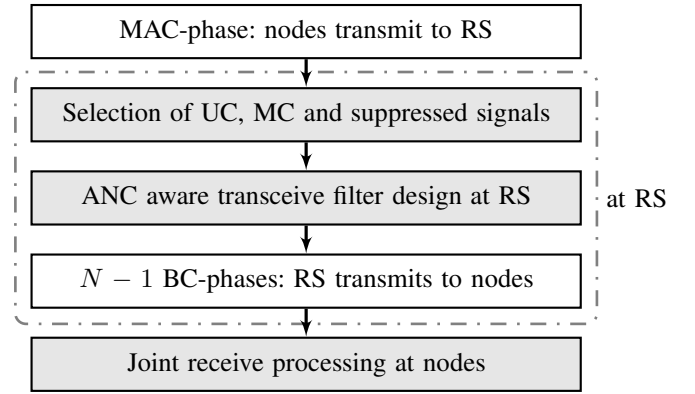 MAC-phase: nodes transmit to RS
Selection of UC, MC and suppressed signals
ANC aware transceive filter design at RS
at RS
N − 1 BC-phases: RS transmits to nodes
Joint receive processing at nodes